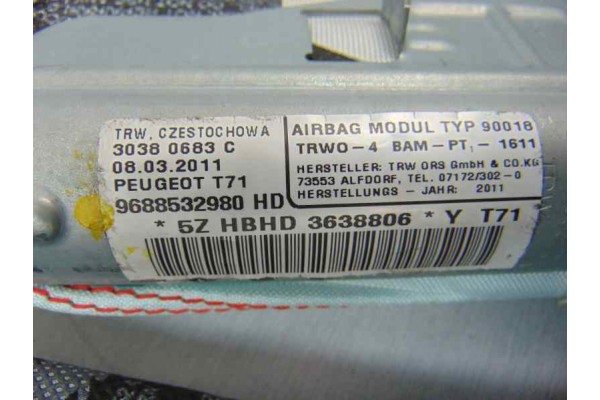 TRW, CZESTOCHOWA
3038 0683 C
08.03.2011
PEUGEOT T71
9688532980 HD
AIRBAG MODUL TYP 90018
TRWO-4 BAM-PT1-1611
HERSTELLER: TRW ORS GmbH & CO.KG
73553 ALFDORF, TEL. 07172/302-0
HERSTELLUNGS - JAHR: 2011
* 5Z HBHD 3638806 * Y T71